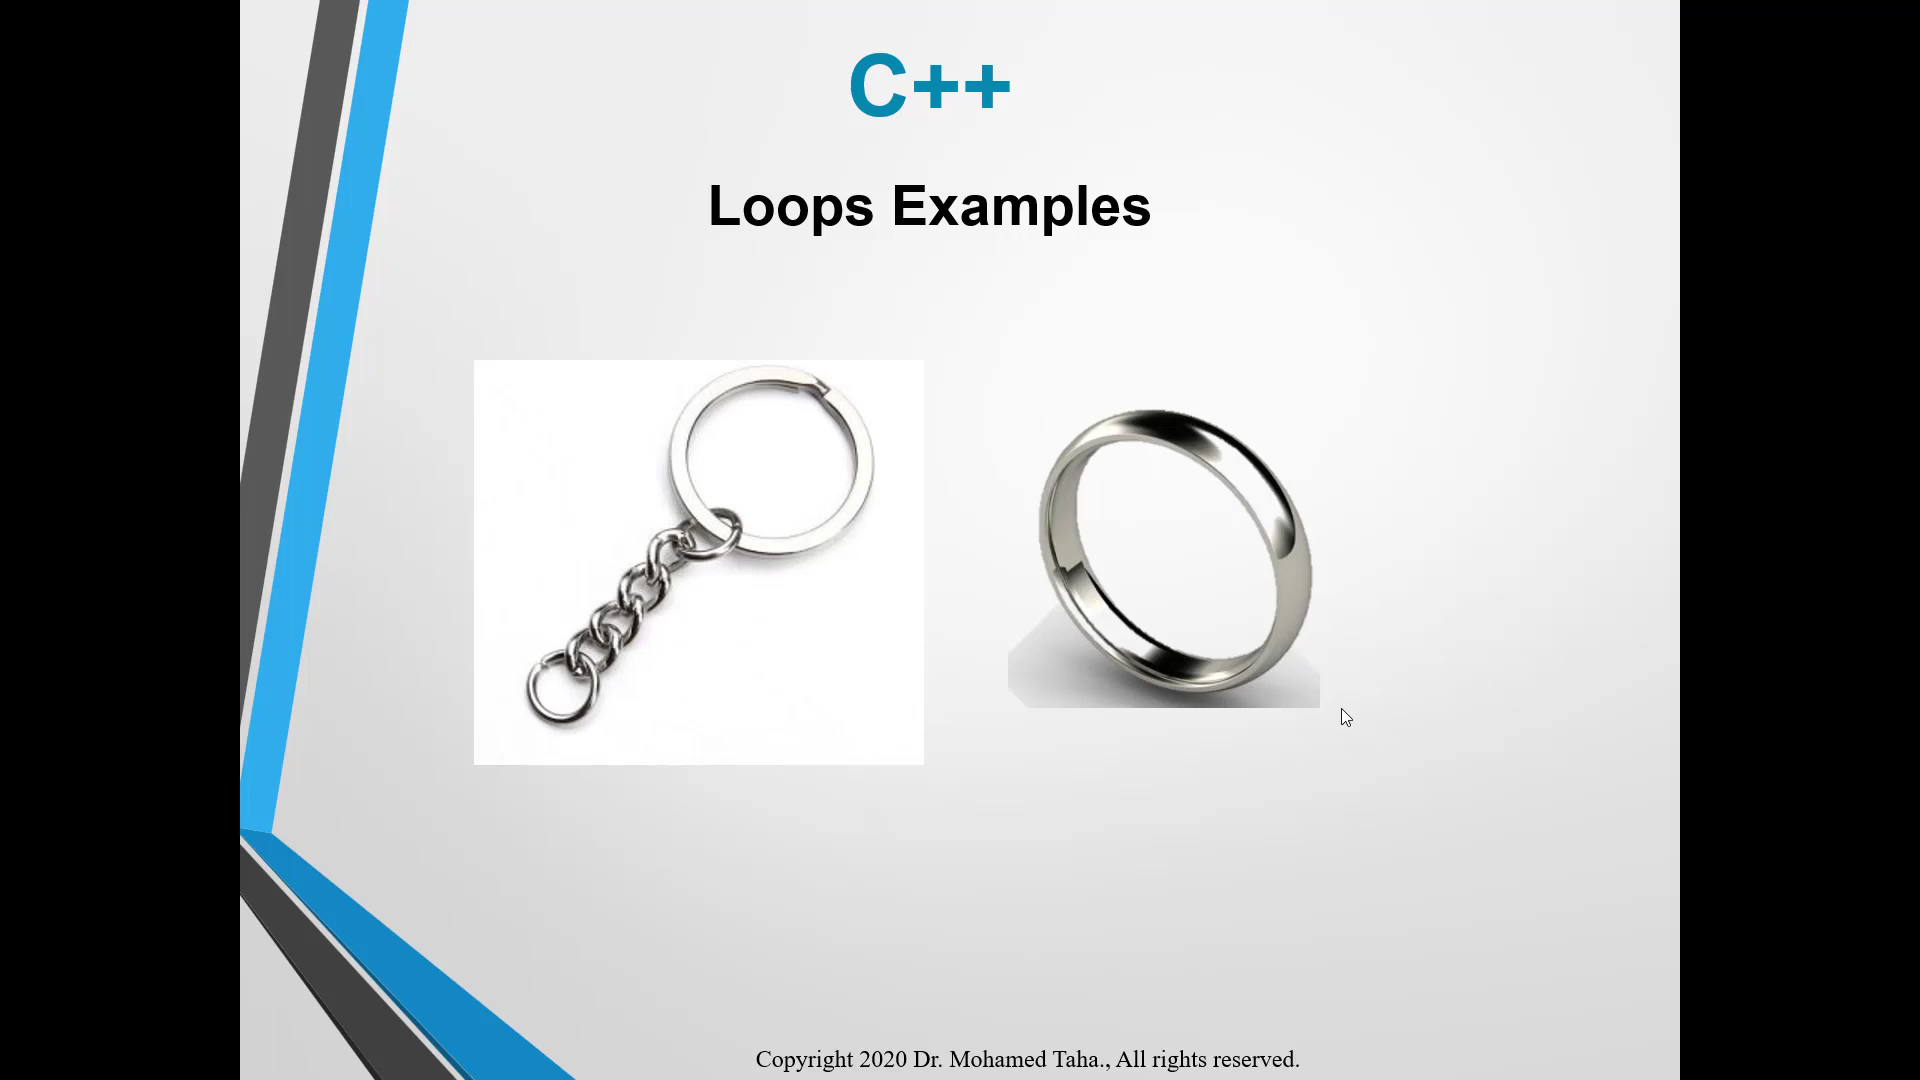 C++
Loops Examples
Copyright 2020 Dr. Mohamed Taha., All rights reserved.